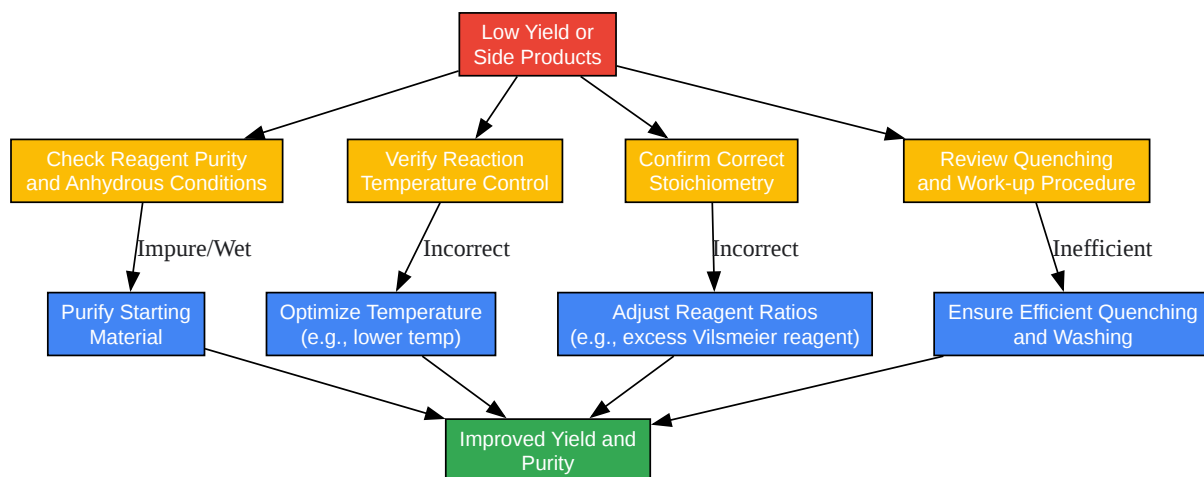 Low Yield or
Side Products
Check Reagent Purity
and Anhydrous Conditions
Verify Reaction
Temperature Control
Confirm Correct
Stoichiometry
Review Quenching
and Work-up Procedure
Impure/Wet
Incorrect
Incorrect
Inefficient
Purify Starting
Material
Optimize Temperature
(e.g., lower temp)
Adjust Reagent Ratios
(e.g., excess Vilsmeier reagent)
Ensure Efficient Quenching
and Washing
Improved Yield and
Purity